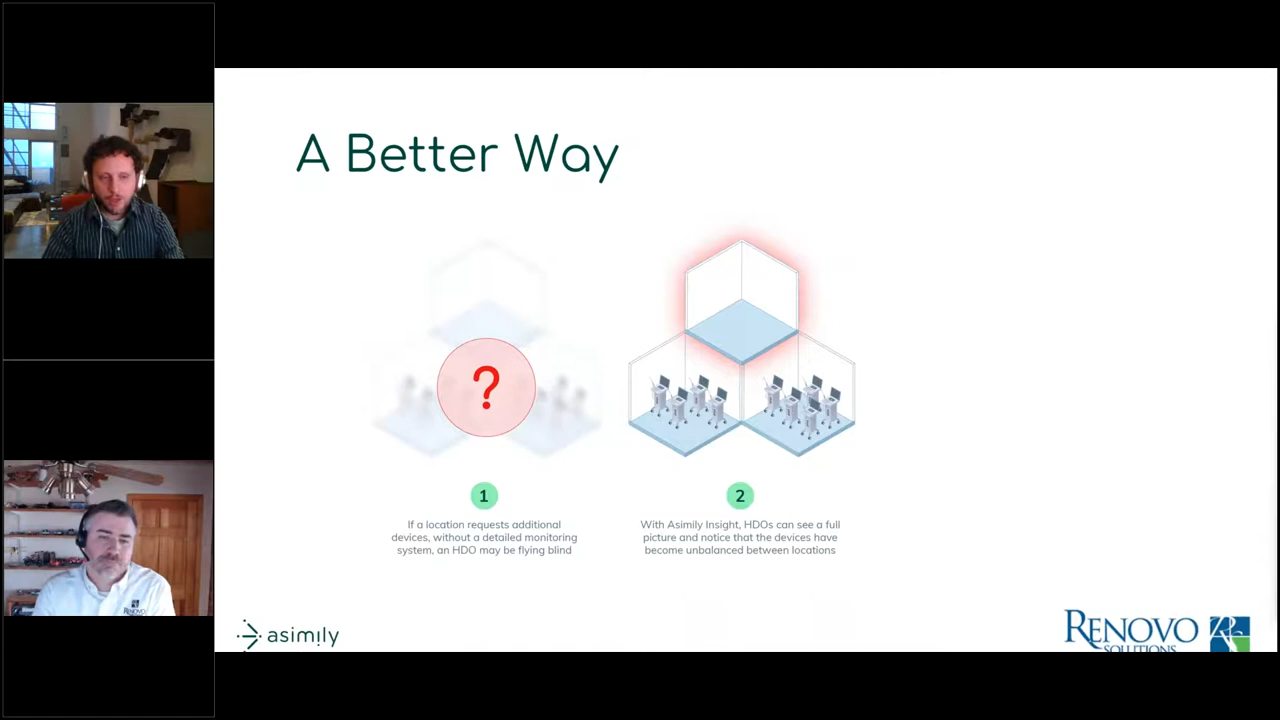 A Better Way
?
1
If a location requests additional
devices, without a detailed monitoring
system, an HDO may be flying blind
2
With Asimily Insight, HDOs can see a full
picture and notice that the devices have
become unbalanced between locations
asimily
RENOVO
SOLUTIONS
RENOVO